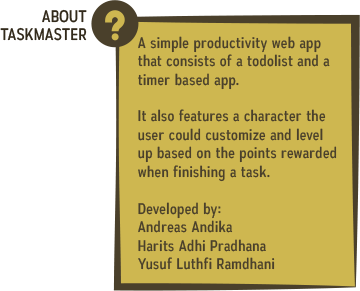 ABOUT
TASKMASTER
?
A simple productivity web app
that consists of a todolist and a
timer based app.
It also features a character the
user could customize and level
up based on the points rewarded
when finishing a task.
Developed by:
Andreas Andika
Harits Adhi Pradhana
Yusuf Luthfi Ramdhani